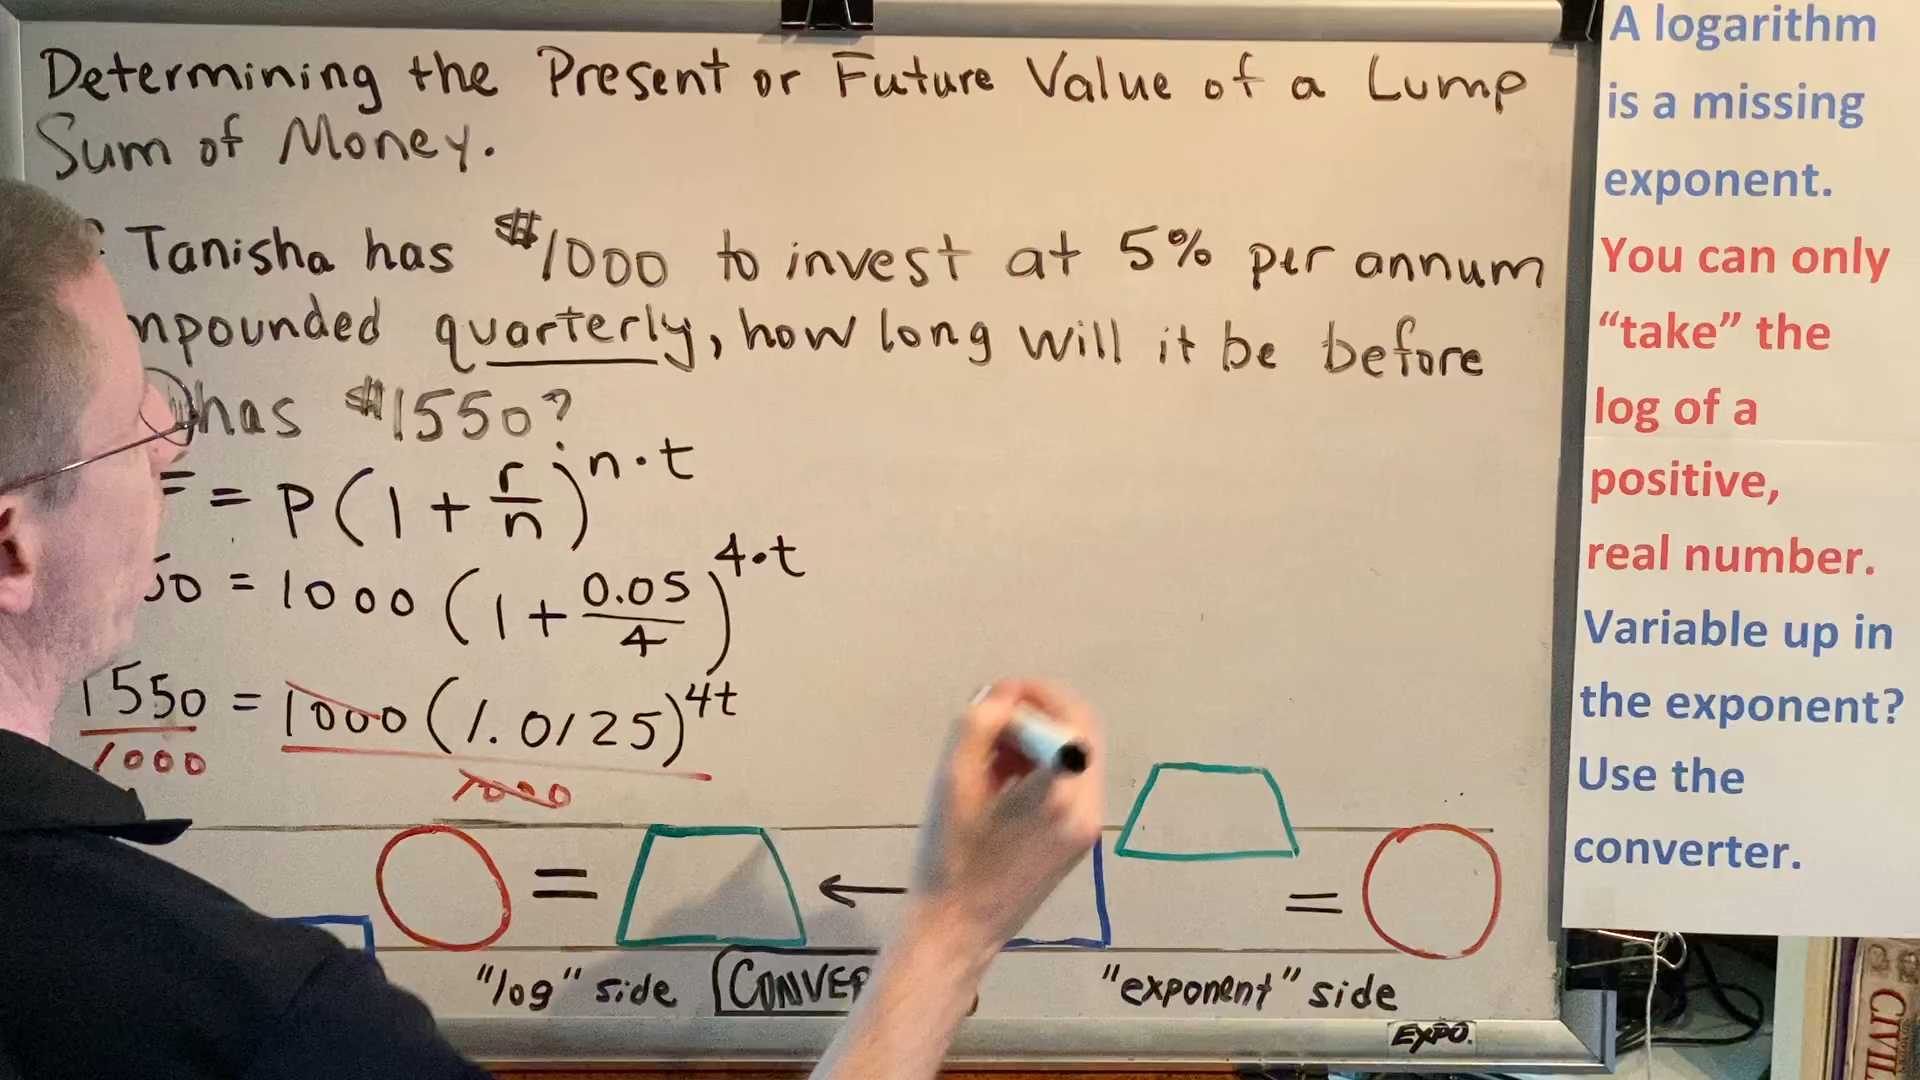 Determining the Present or Future Value of a Lump
Sum of Money.
Tanisha has $1000 to invest at 5% per annum
mpounded quarterly, how long will it be before
has $1550?
F = P(1 + r/n)^n·t
50 = 1000 (1 + 0.05/4)^4·t
1550/1000 = 1000(1.0125)^4t/1000
= ← =
"log" side CONVER "exponent" side
EXPO
A logarithm
is a missing
exponent.
You can only
“take” the
log of a
positive,
real number.
Variable up in
the exponent?
Use the
converter.
CIVIL